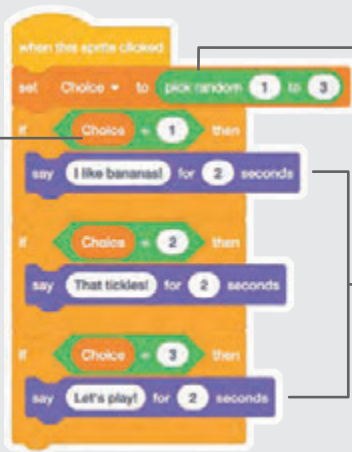 when this sprite clicked
set Choice to pick random 1 to 3
if Choice = 1 then
say I like bananas! for 2 seconds
if Choice = 2 then
say That tickles! for 2 seconds
if Choice = 3 then
say Let's play! for 2 seconds